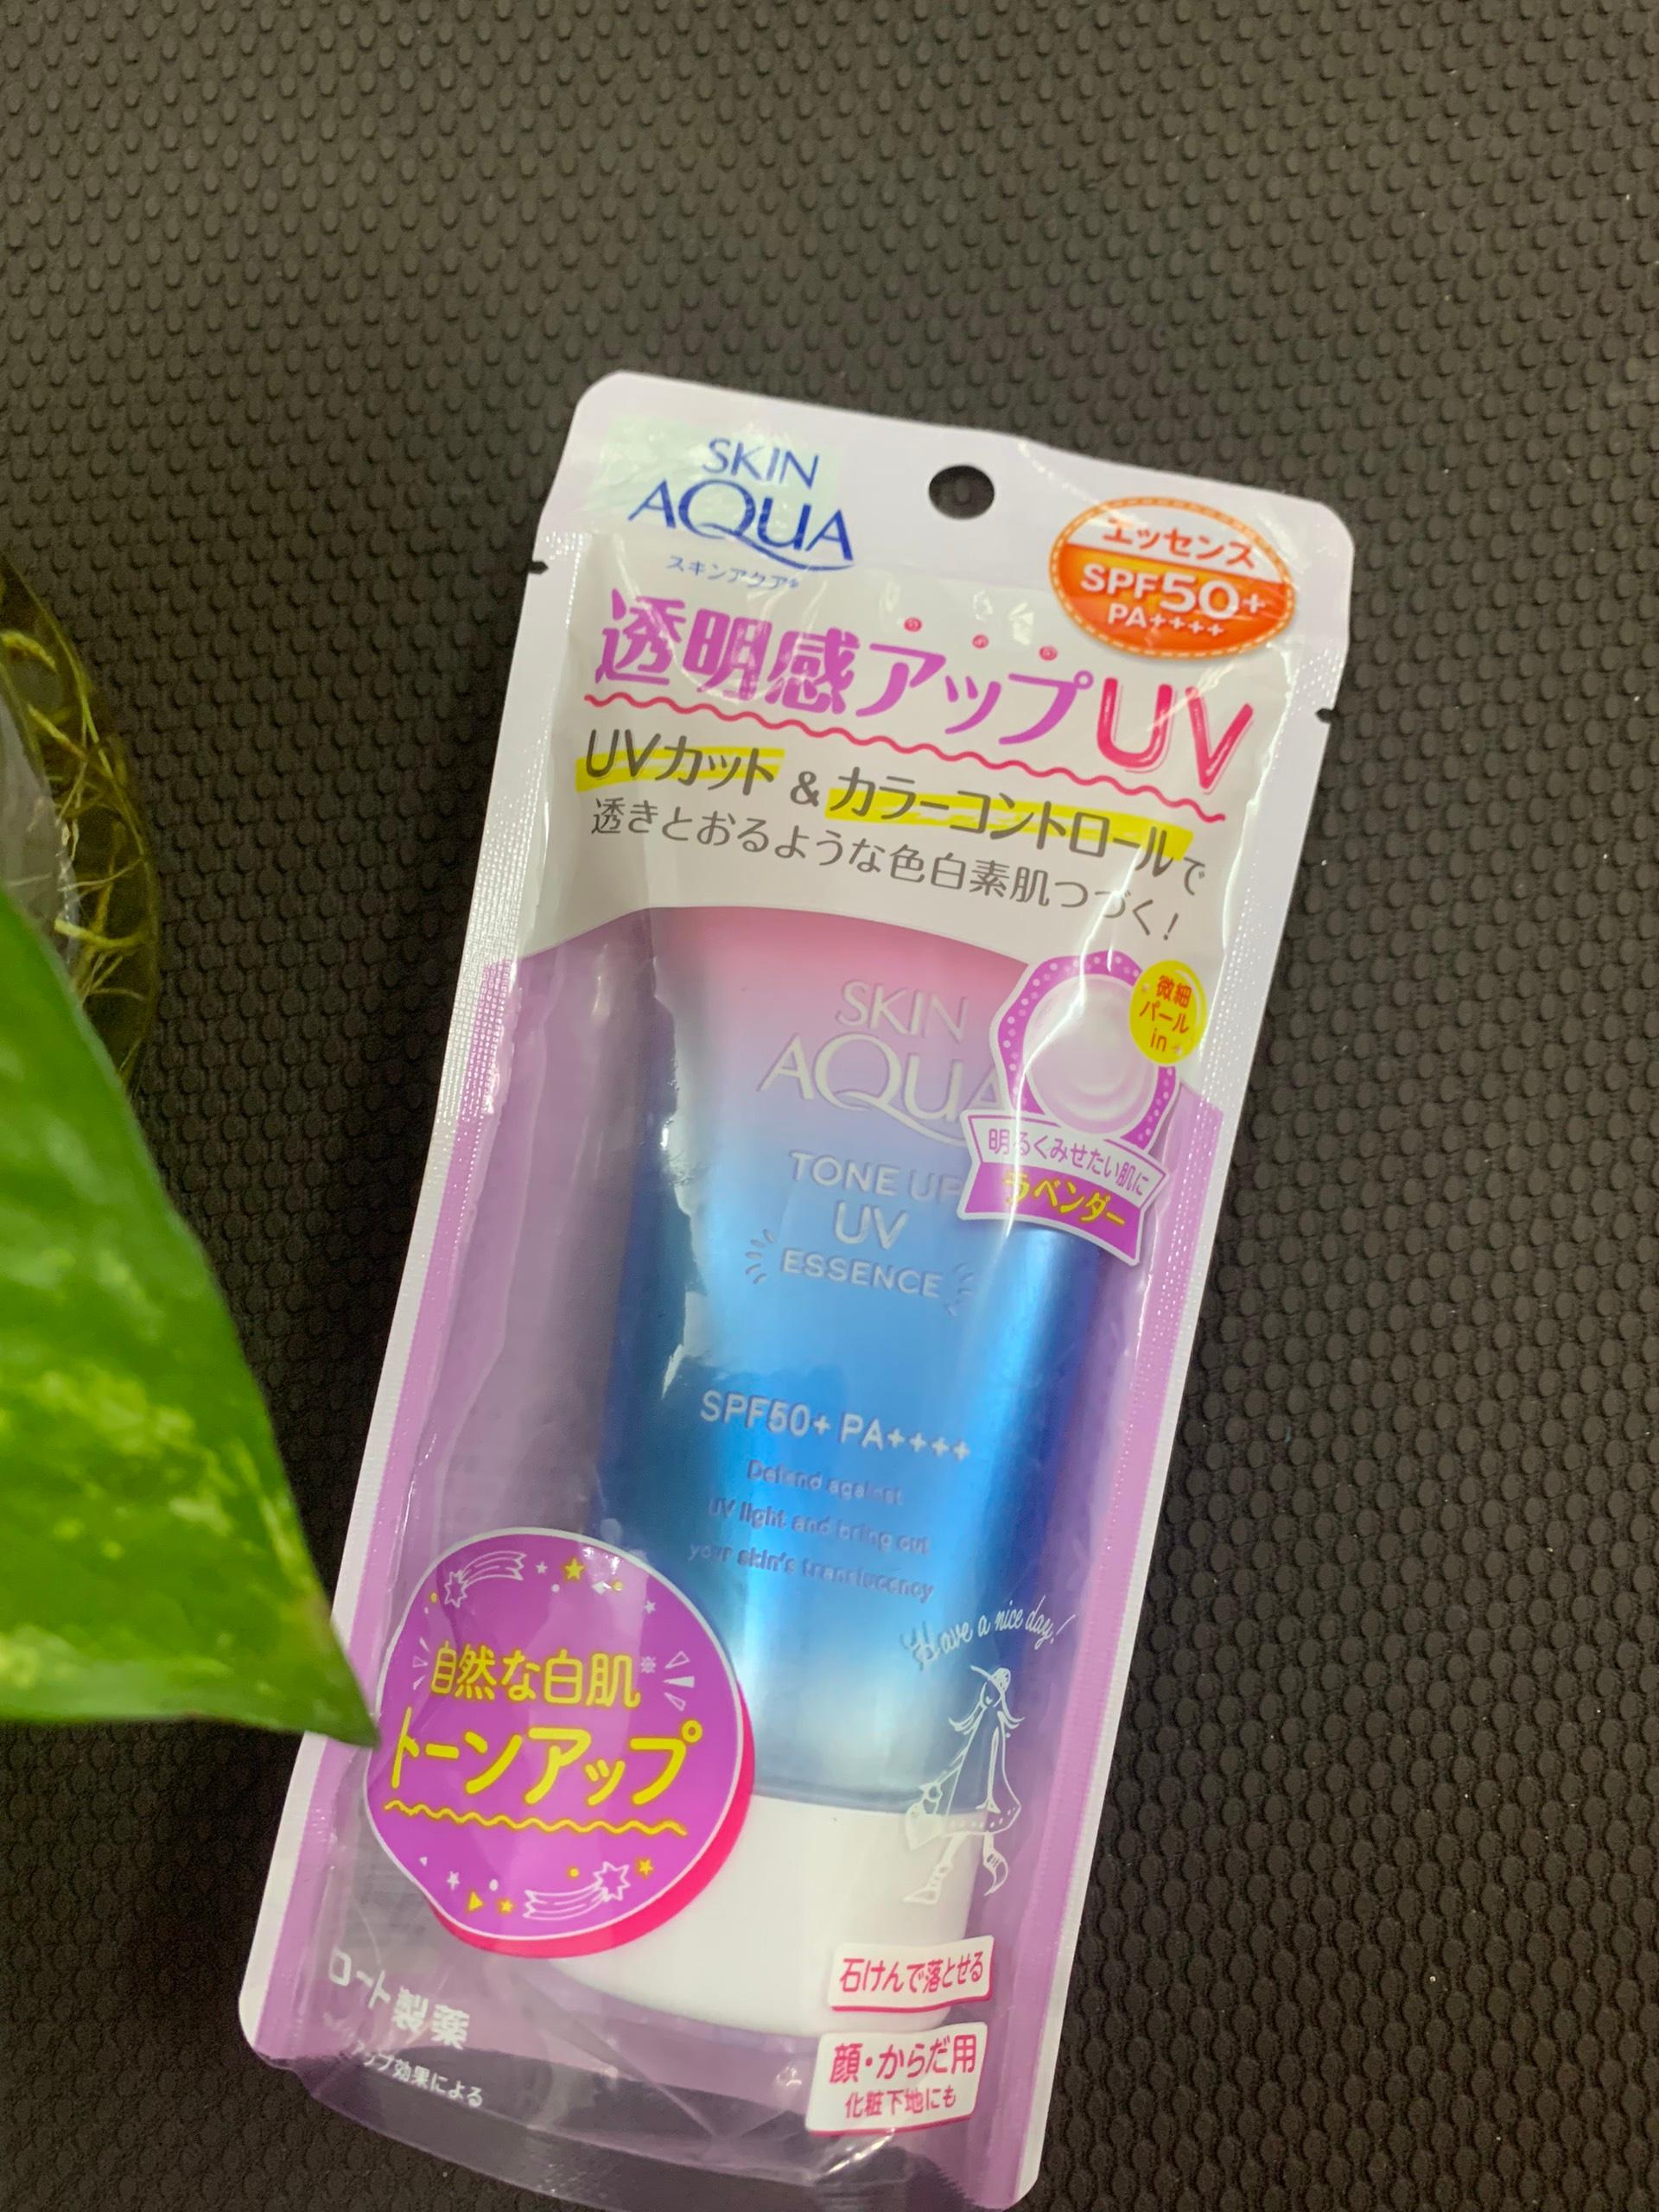 SKIN
AQUA
スキンアクア®
エッセンス
SPF50+
PA++++
透明感アップUV
UVカット&カラーコントロールで
透きとおるような色白素肌つづく!
SKIN
AQUA
微細
パール
in
明るくみせたい肌に
ラベンダー
TONE UP
UV
ESSENCE
SPF50+ PA++++
Defend against
UV light and bring out
your skin's translucency
Have a nice day!
自然な白肌※
トーンアップ
石けんで落とせる
顔・からだ用
化粧下地にも
ロート製薬
アップ効果による